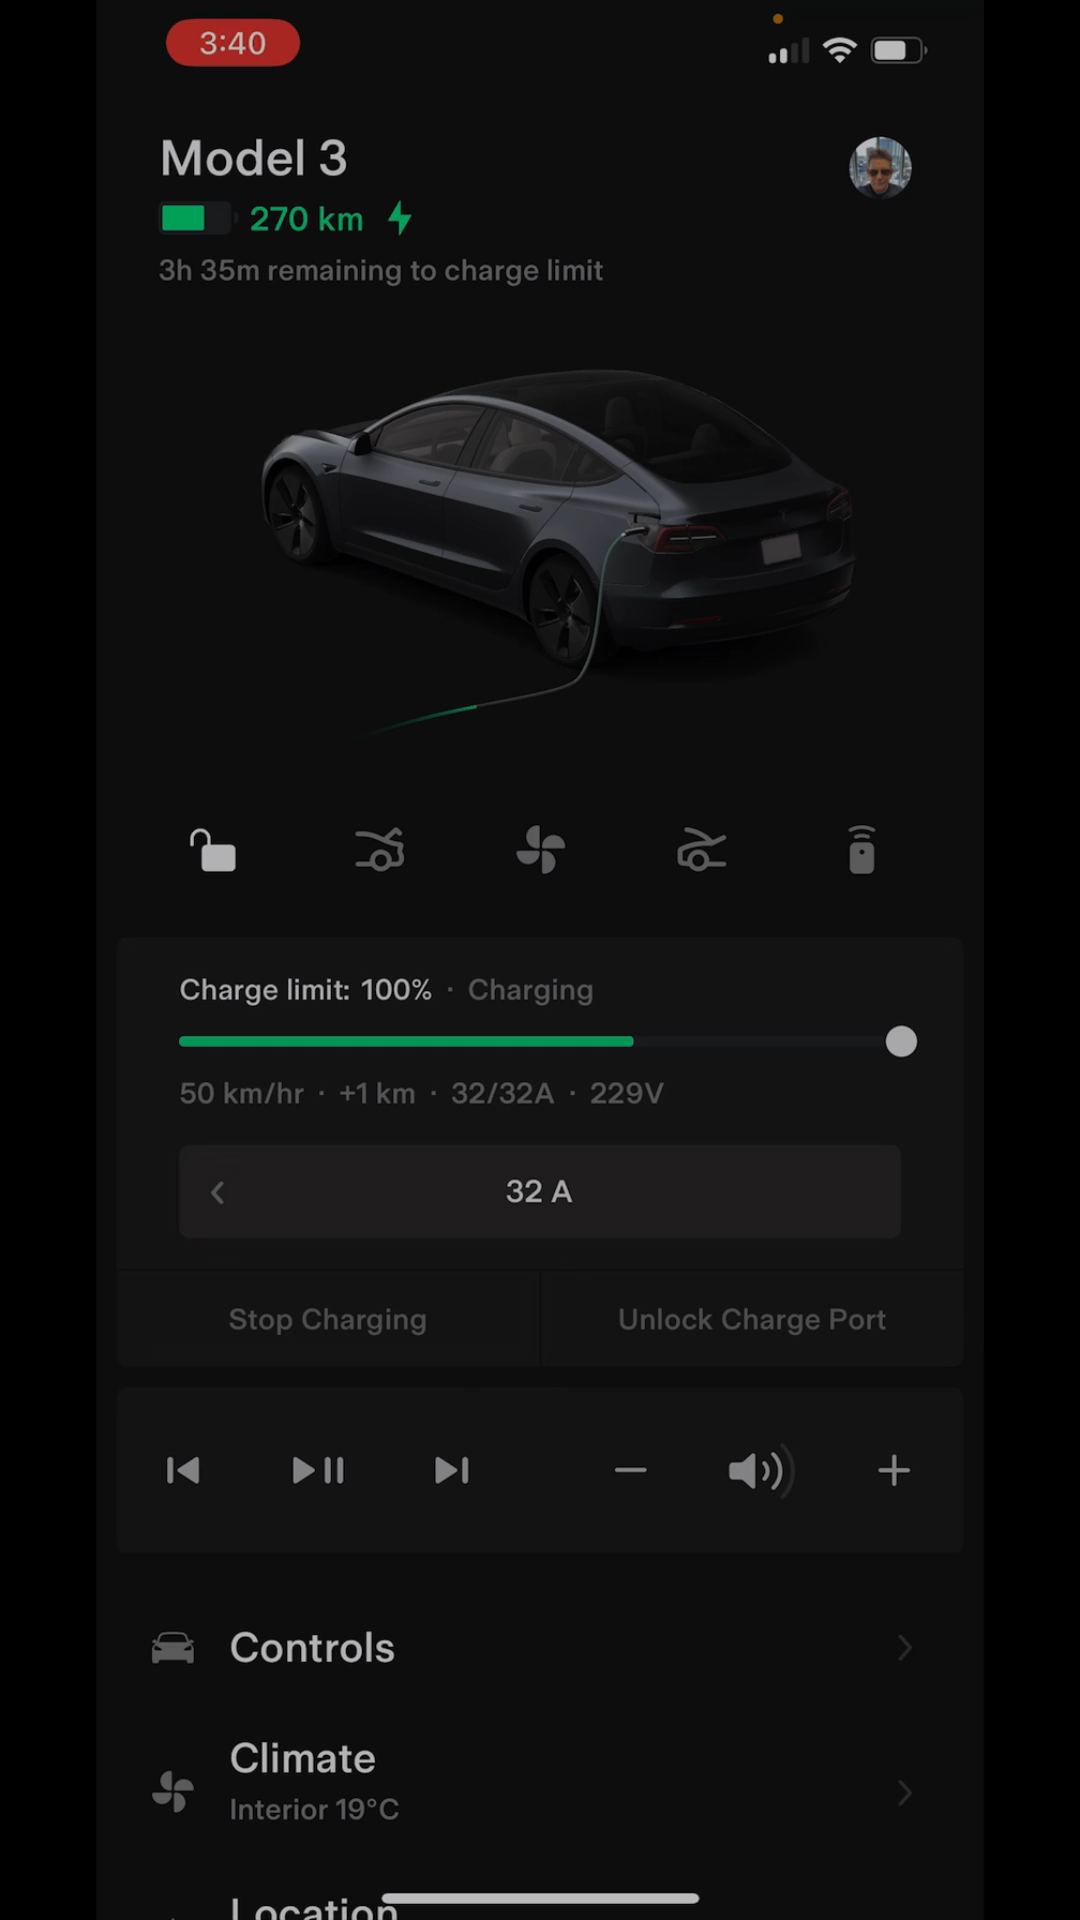 3:40
Model 3
270 km
3h 35m remaining to charge limit
Charge limit: 100% · Charging
50 km/hr · +1 km · 32/32A · 229V
32 A
Stop Charging
Unlock Charge Port
Controls
Climate
Interior 19°C
Location